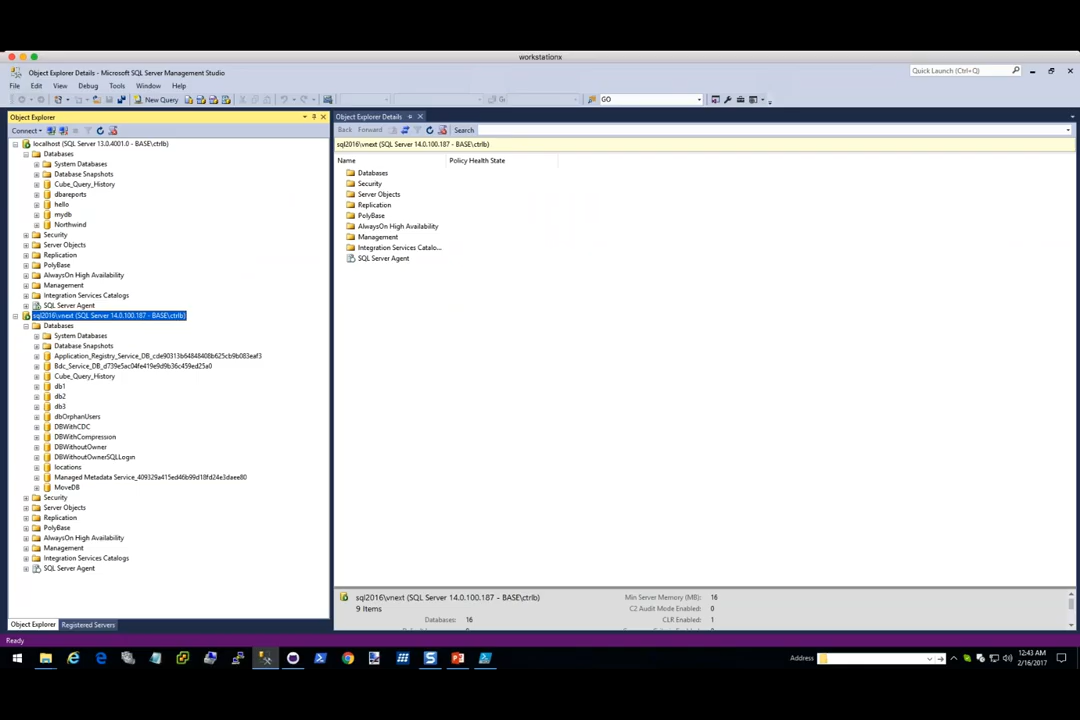 workstationx
Object Explorer Details - Microsoft SQL Server Management Studio
Quick Launch (Ctrl+Q)
File Edit View Debug Tools Window Help
New Query
GO
Object Explorer
Connect
localhost (SQL Server 13.0.4001.0 - BASE\ctrlb)
Databases
System Databases
Database Snapshots
Cube_Query_History
dbareports
hello
mydb
Northwind
Security
Server Objects
Replication
PolyBase
AlwaysOn High Availability
Management
Integration Services Catalogs
SQL Server Agent
sql2016\vnext (SQL Server 14.0.100.187 - BASE\ctrlb)
Databases
System Databases
Database Snapshots
Application_Registry_Service_DB_cde90313b64848408b625cb9b083eaf3
Bdc_Service_DB_d739e5ac04fe419e9d9b36c459ed25a0
Cube_Query_History
db1
db2
db3
dbOrphanUsers
DBWithCDC
DBWithCompression
DBWithoutOwner
DBWithoutOwnerSQLLogin
locations
Managed Metadata Service_409329a415ed46b99d18fd24e3daee80
MoveDB
Security
Server Objects
Replication
PolyBase
AlwaysOn High Availability
Management
Integration Services Catalogs
SQL Server Agent
Object Explorer Registered Servers
Object Explorer Details
Back Forward Search
sql2016\vnext (SQL Server 14.0.100.187 - BASE\ctrlb)
Name Policy Health State
Databases
Security
Server Objects
Replication
PolyBase
AlwaysOn High Availability
Management
Integration Services Catalo...
SQL Server Agent
sql2016\vnext (SQL Server 14.0.100.187 - BASE\ctrlb)
9 Items
Databases: 16
Min Server Memory (MB): 16
C2 Audit Mode Enabled: 0
CLR Enabled: 1
Ready
Address
12:43 AM
2/16/2017